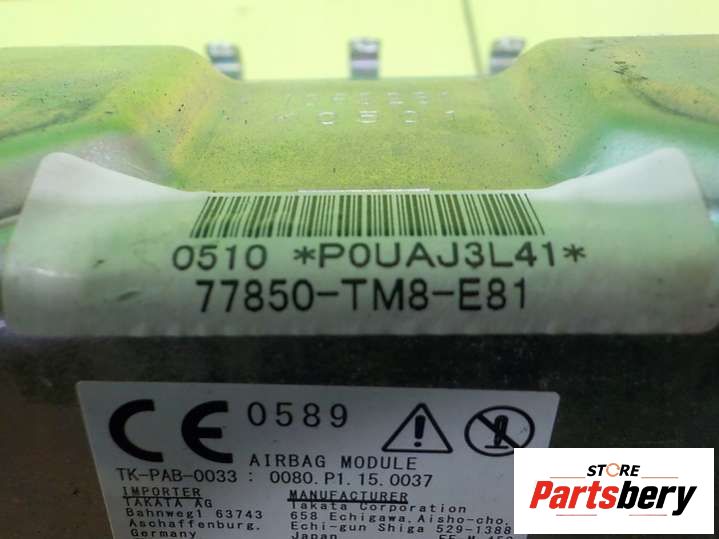 0510 *P0UAJ3L41*
77850-TM8-E81
CE 0589
AIRBAG MODULE
TK-PAB-0033 : 0080.P1.15.0037
IMPORTER
TAKATA AG
Bahnweg1 63743
Aschaffenburg.
Germany
MANUFACTURER
Takata Corporation
658 Echigawa,Aisho-cho,
Echi-gun Shiga 529-1388
Japan
STORE
Partsbery